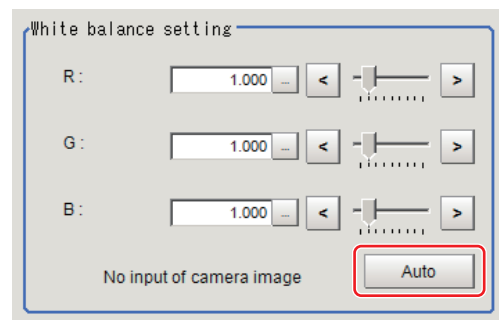 White balance setting
R: 1.000 ... < >
G: 1.000 ... < >
B: 1.000 ... < >
No input of camera image Auto